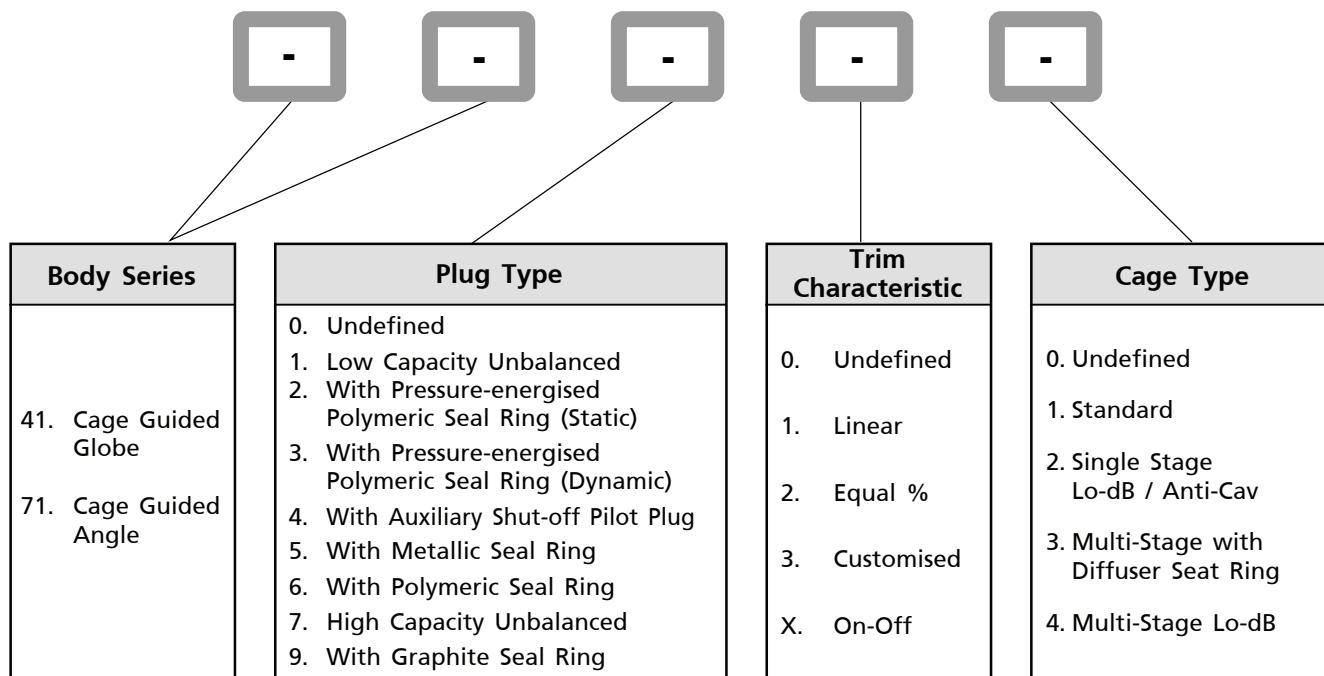 - - - - -
Body Series
41. Cage Guided
Globe
71. Cage Guided
Angle
Plug Type
0. Undefined
1. Low Capacity Unbalanced
2. With Pressure-energised
Polymeric Seal Ring (Static)
3. With Pressure-energised
Polymeric Seal Ring (Dynamic)
4. With Auxiliary Shut-off Pilot Plug
5. With Metallic Seal Ring
6. With Polymeric Seal Ring
7. High Capacity Unbalanced
9. With Graphite Seal Ring
Trim
Characteristic
0. Undefined
1. Linear
2. Equal %
3. Customised
X. On-Off
Cage Type
0. Undefined
1. Standard
2. Single Stage
Lo-dB / Anti-Cav
3. Multi-Stage with
Diffuser Seat Ring
4. Multi-Stage Lo-dB